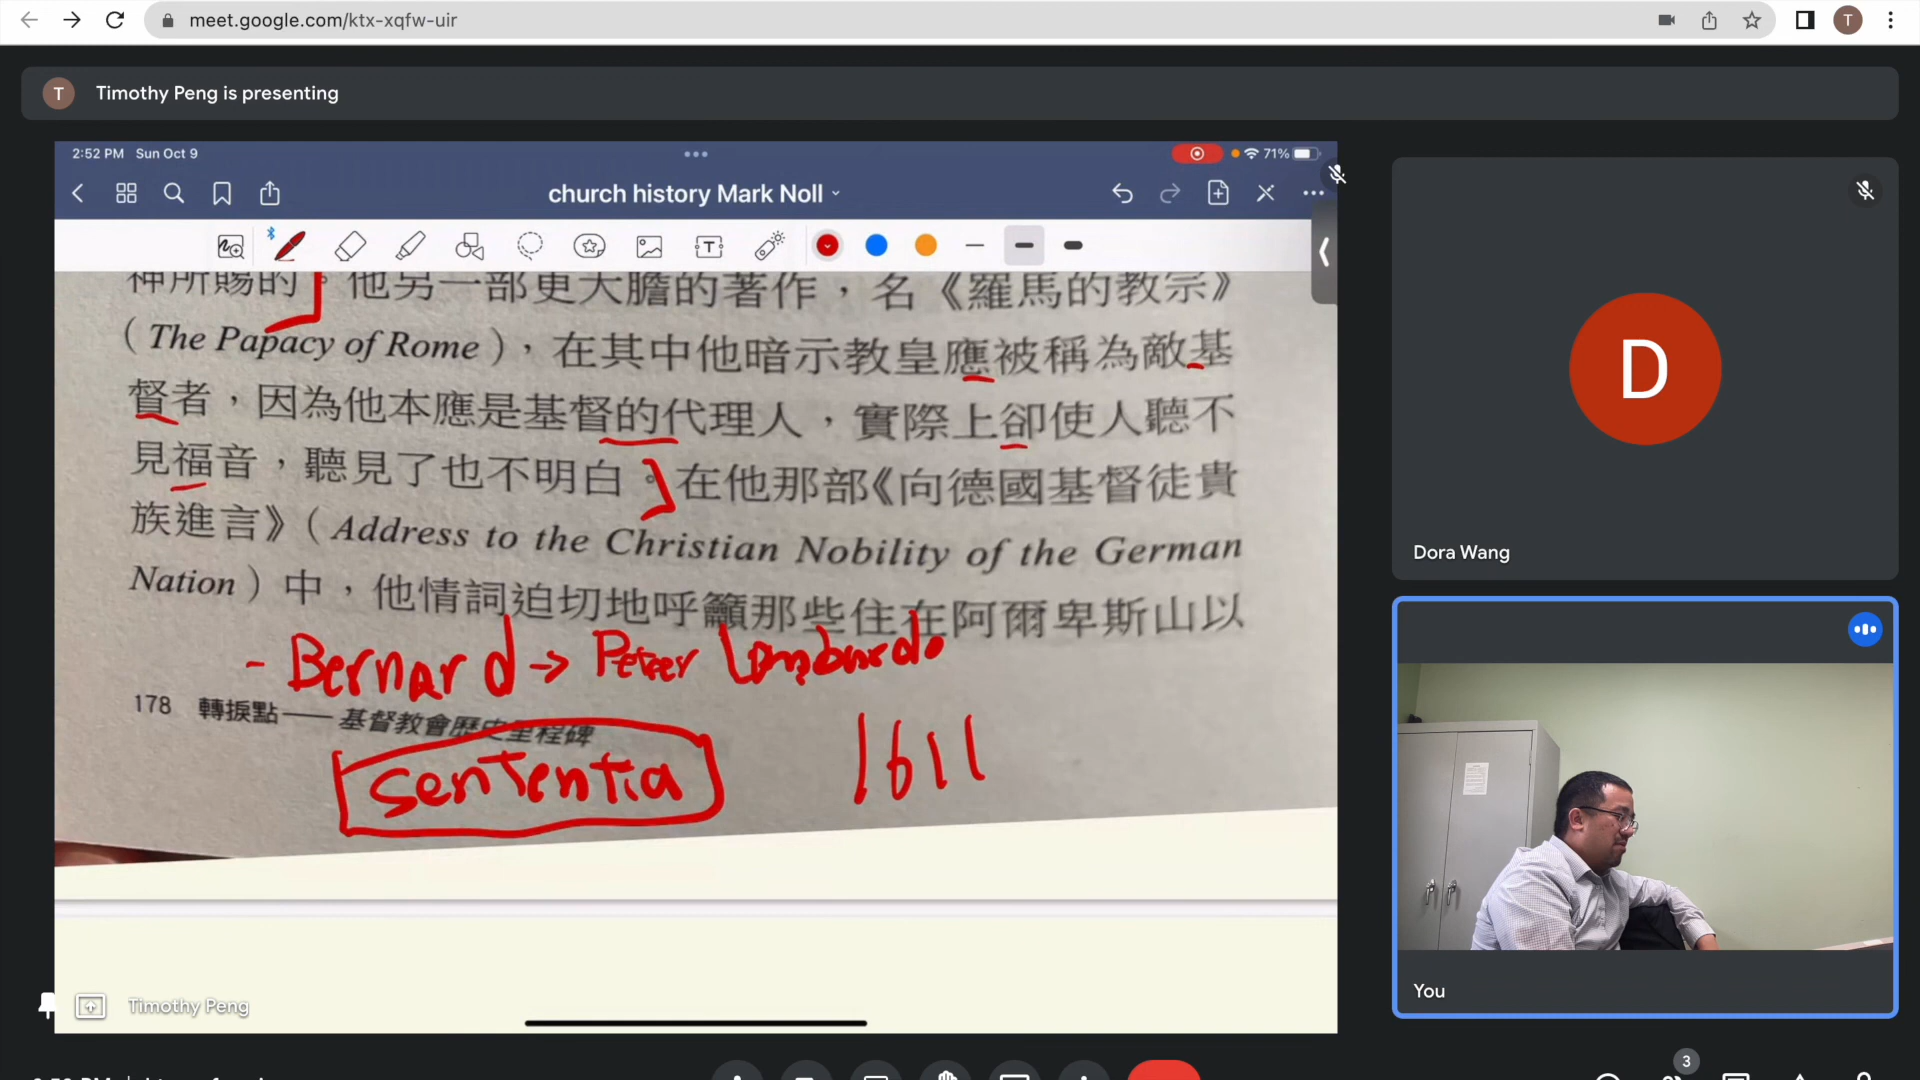 meet.google.com/ktx-xqfw-uir
T
T
Timothy Peng is presenting
2:52 PM Sun Oct 9
71%
church history Mark Noll
神所賜的。他另一部更大膽的著作，名《羅馬的教宗》
（The Papacy of Rome），在其中他暗示教皇應被稱為敵基
督者，因為他本應是基督的代理人，實際上卻使人聽不
見福音，聽見了也不明白。在他那部《向德國基督徒貴
族進言》（Address to the Christian Nobility of the German
Nation）中，他情詞迫切地呼籲那些住在阿爾卑斯山以
- Bernard → Peter Lombardo
178 轉捩點——基督教會歷史里程碑
Sententia
1611
Timothy Peng
D
Dora Wang
You
3